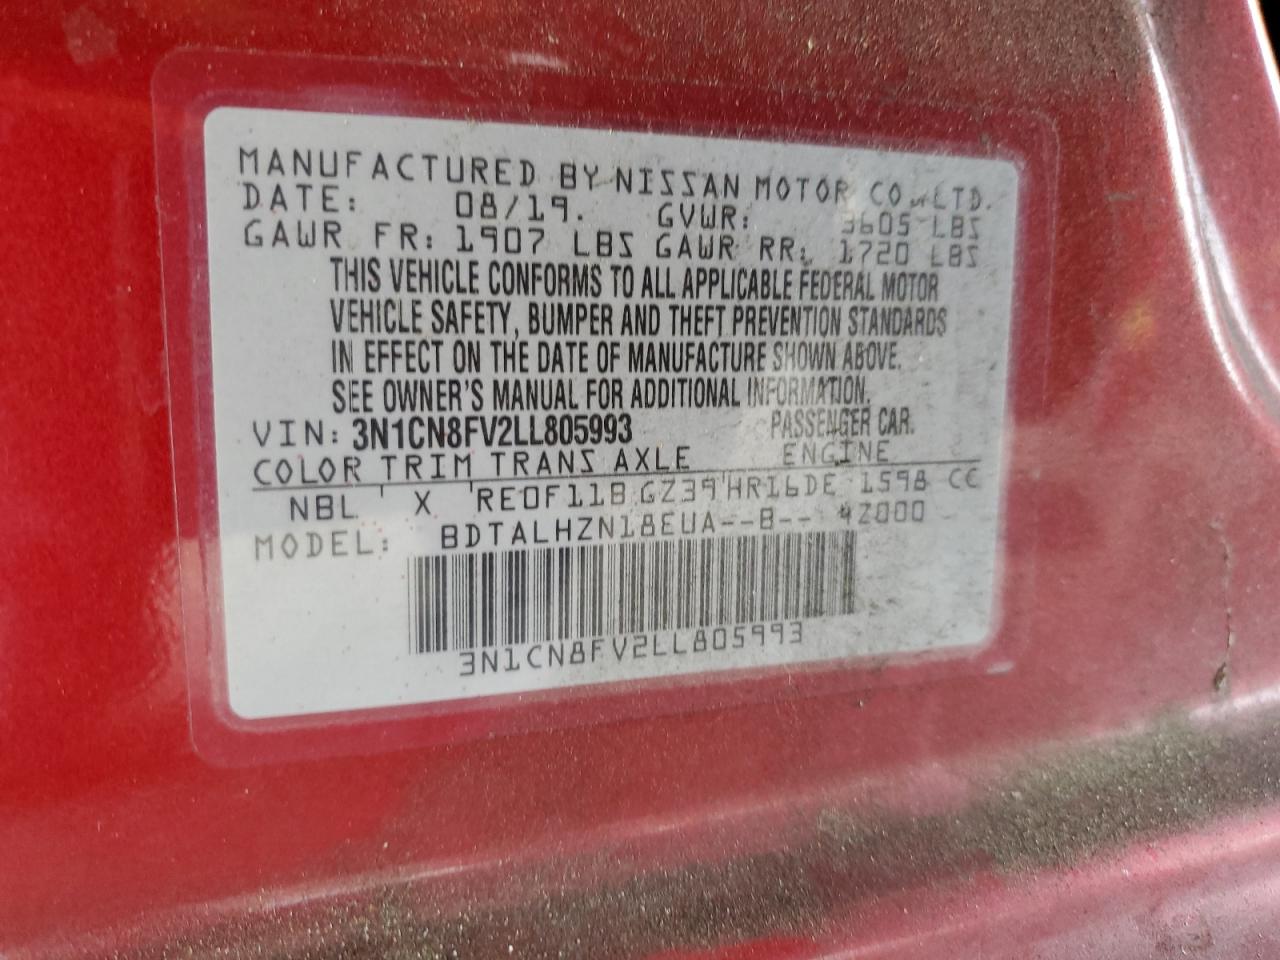 MANUFACTURED BY NISSAN MOTOR CO., LTD.
DATE: 08/19. GVWR: 3605 LBS
GAWR FR: 1907 LBS GAWR RR: 1720 LBS
THIS VEHICLE CONFORMS TO ALL APPLICABLE FEDERAL MOTOR
VEHICLE SAFETY, BUMPER AND THEFT PREVENTION STANDARDS
IN EFFECT ON THE DATE OF MANUFACTURE SHOWN ABOVE.
SEE OWNER'S MANUAL FOR ADDITIONAL INFORMATION.
VIN: 3N1CN8FV2LL805993 PASSENGER CAR.
COLOR TRIM TRANS AXLE ENGINE
NBL X RE0F11B GZ39 HR16DE 1598 CC
MODEL: BDTALHZN18EUA--B-- 4Z000
3N1CN8FV2LL805993